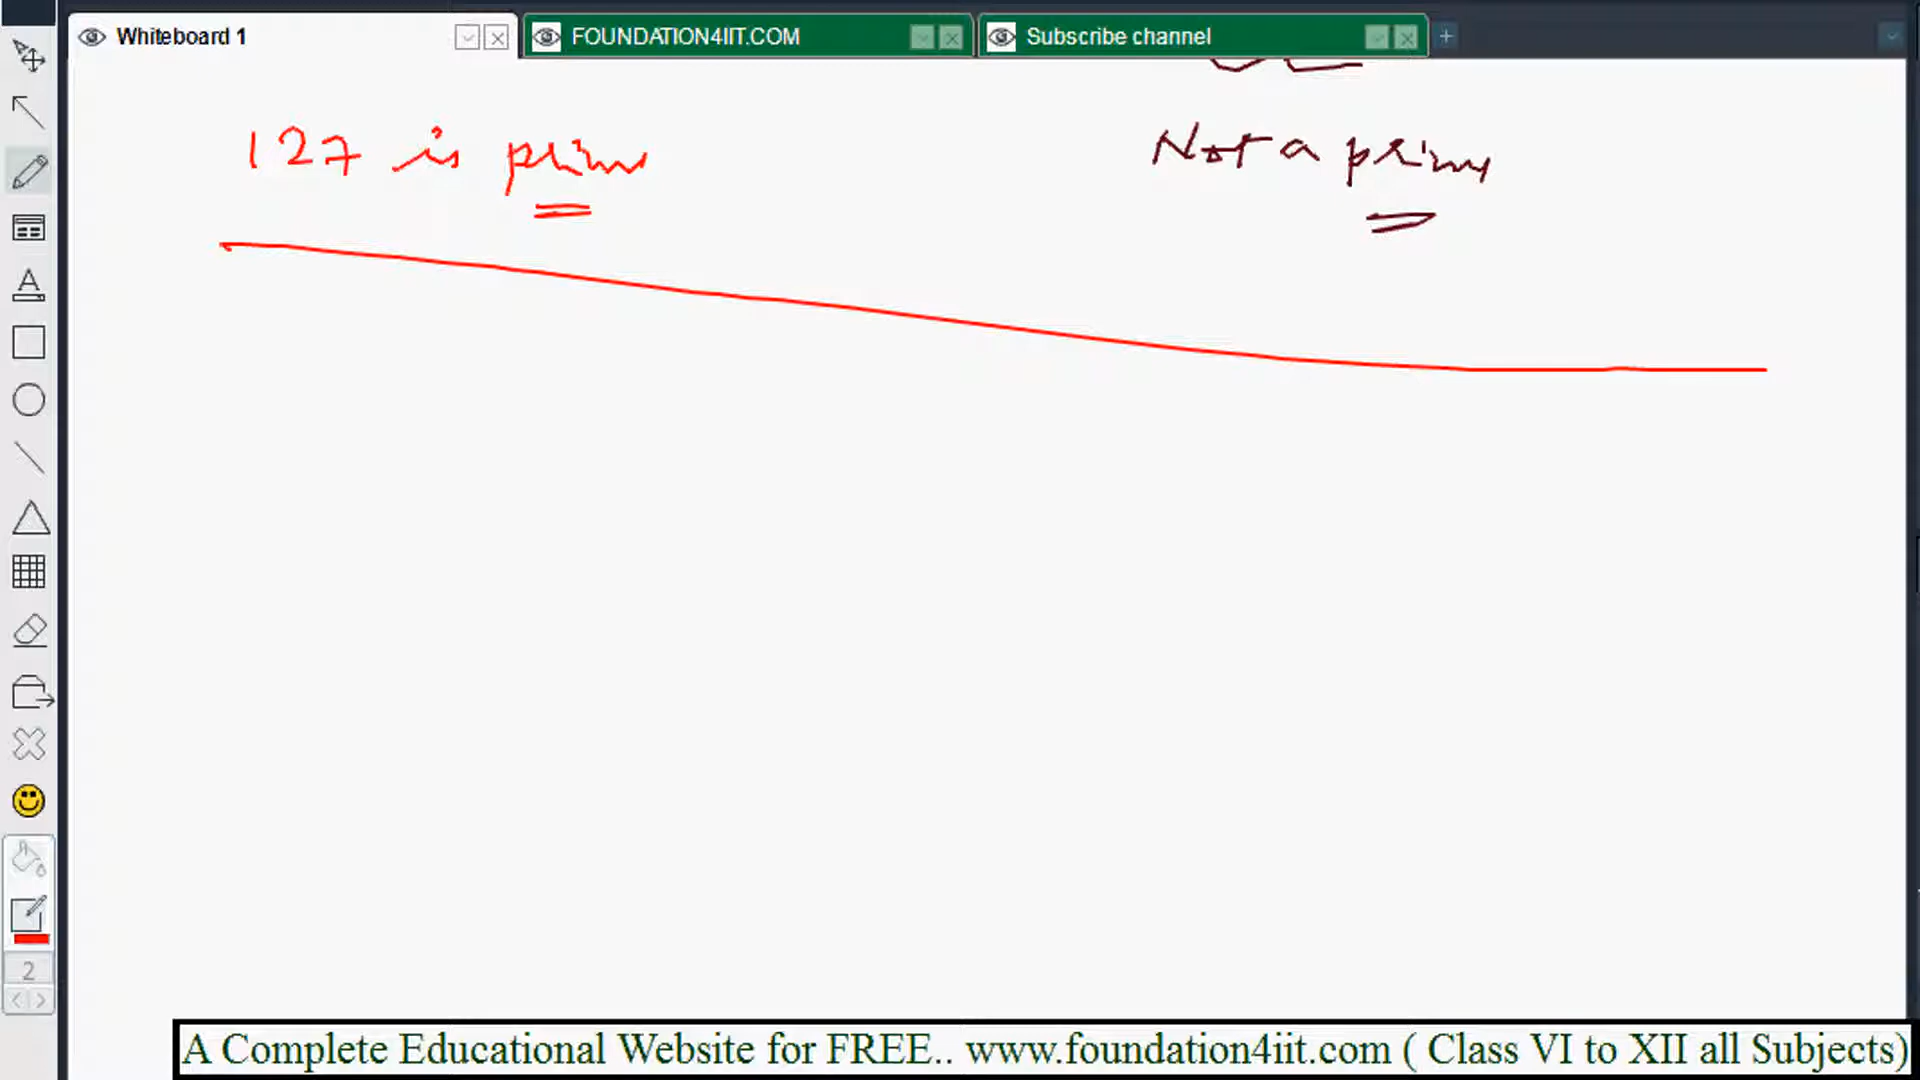 Whiteboard 1
FOUNDATION4IIT.COM
Subscribe channel
127 is prime
Not a prime
2
A Complete Educational Website for FREE.. www.foundation4iit.com ( Class VI to XII all Subjects)